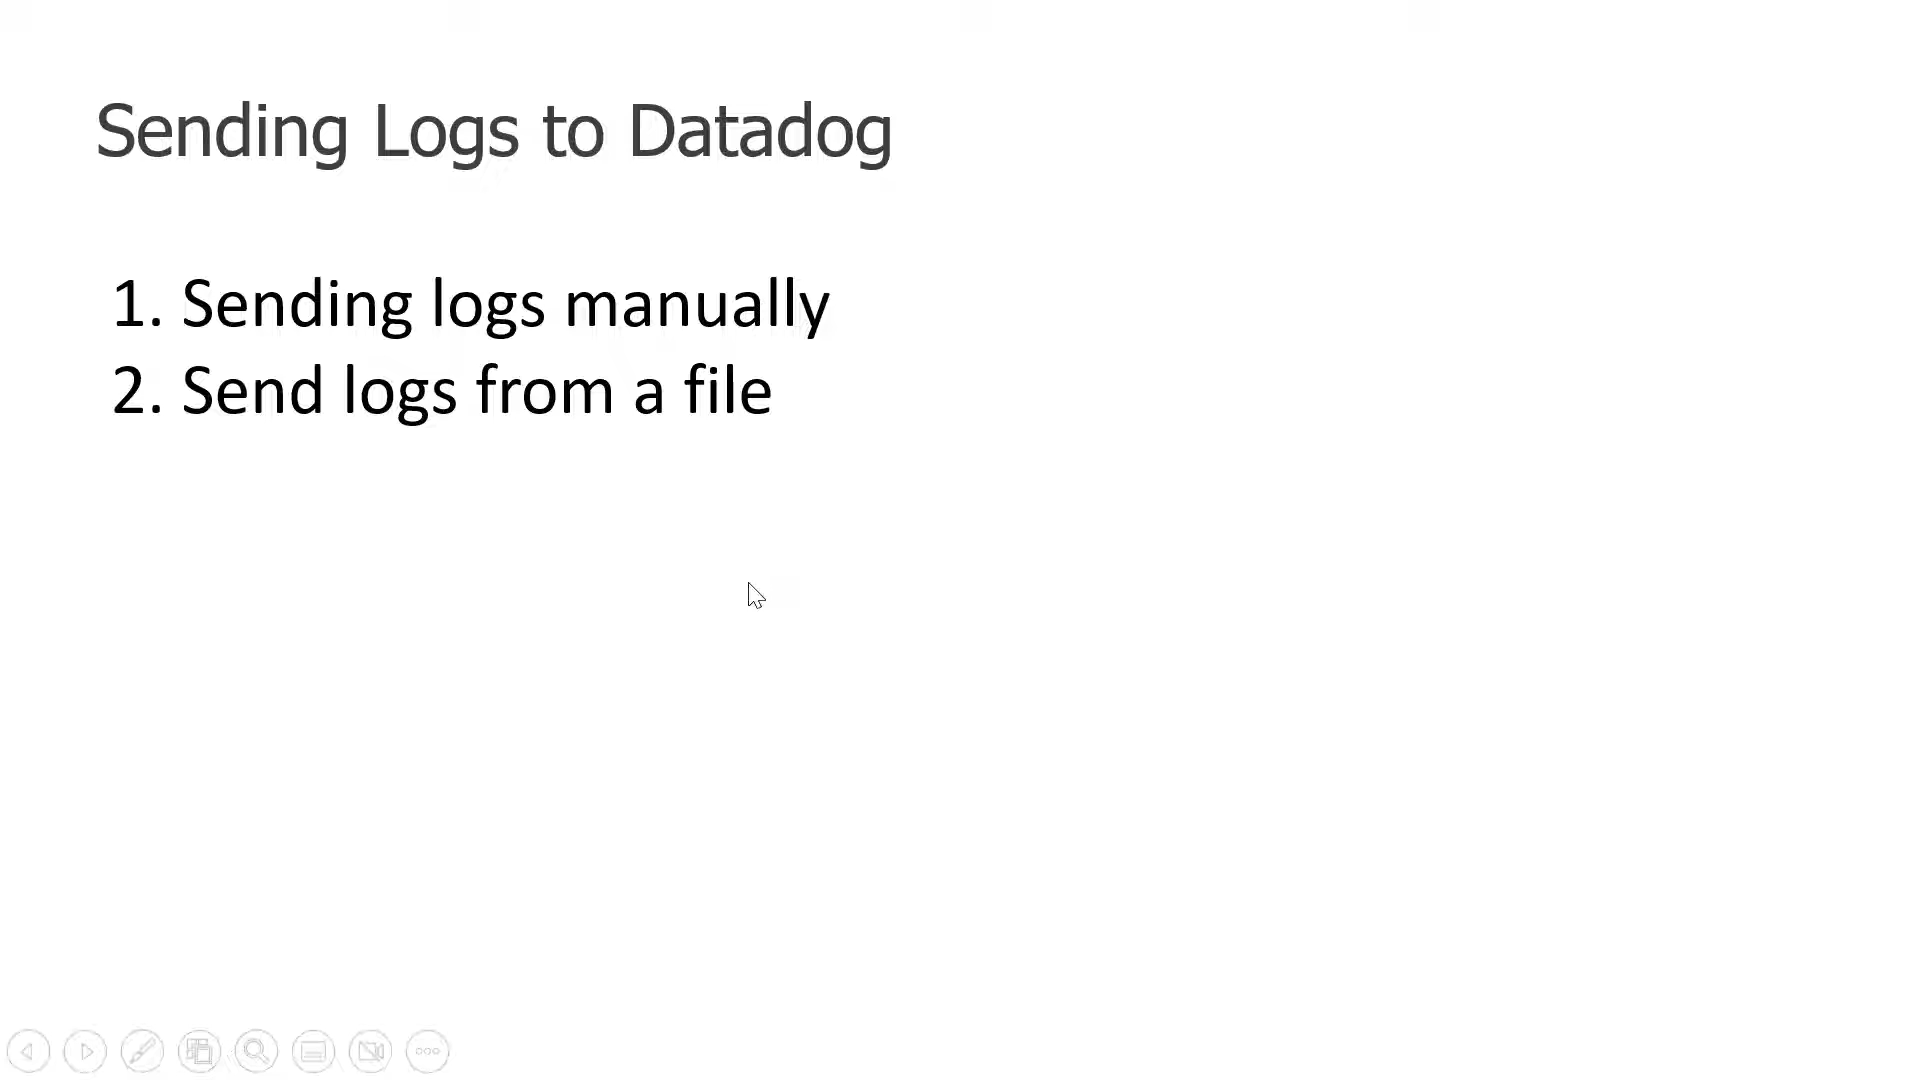 Sending Logs to Datadog
1. Sending logs manually
2. Send logs from a file